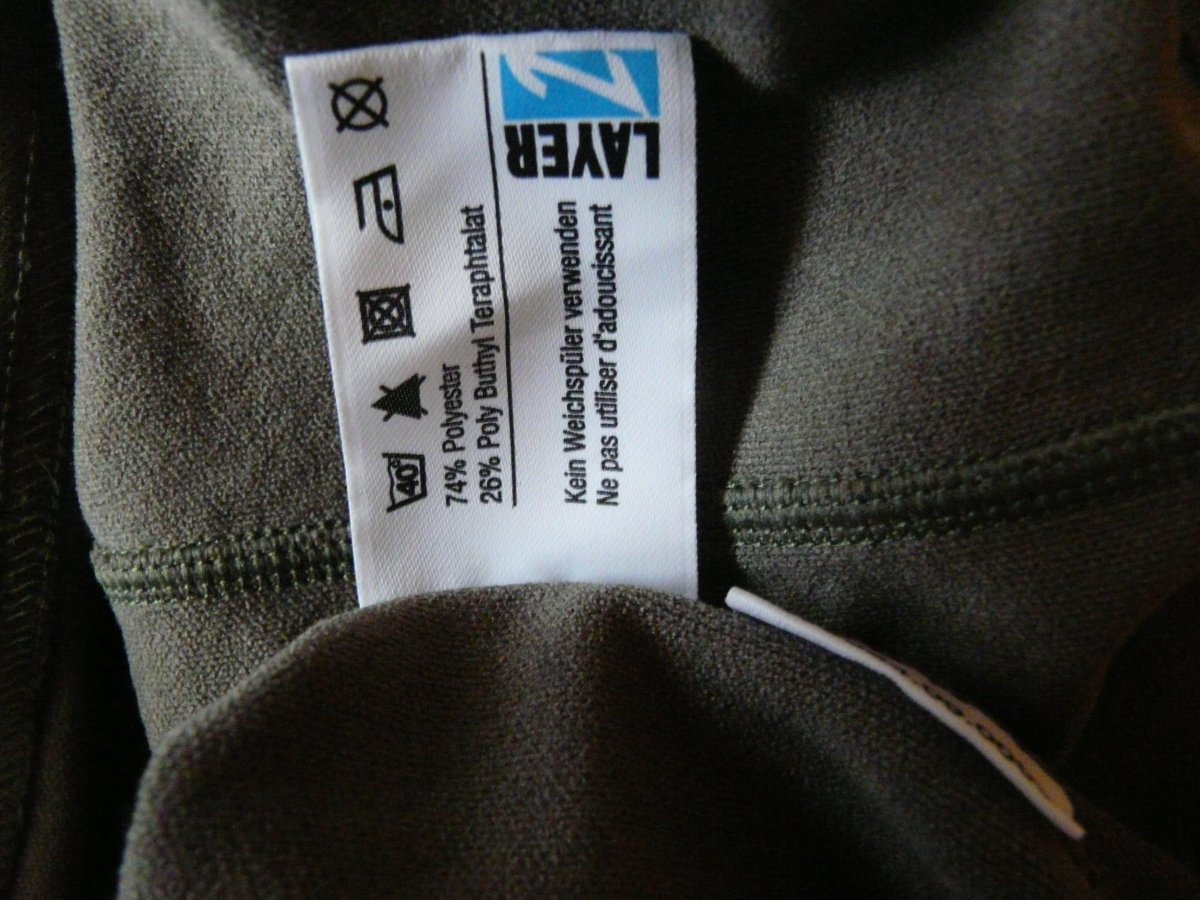 40°
74% Polyester
26% Poly Buthyl Teraphtalat
Kein Weichspüler verwenden
Ne pas utiliser d'adoucissant
LAYER 2